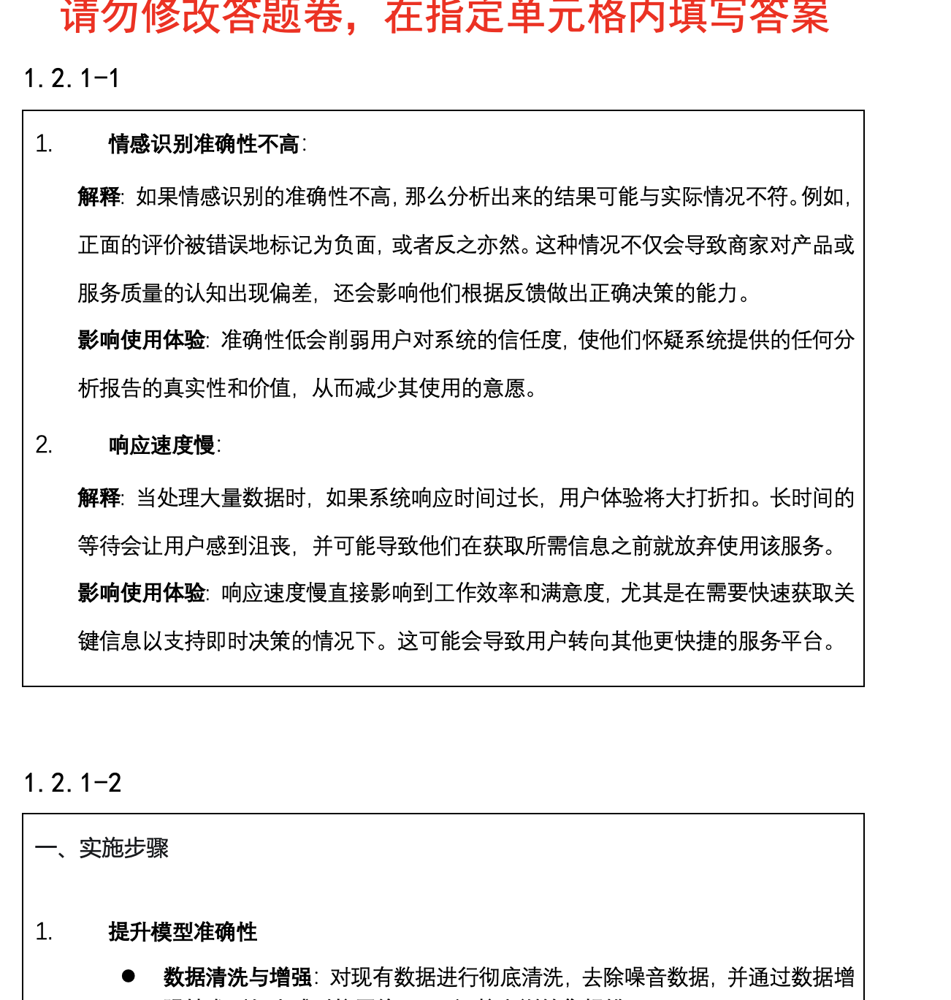 请勿修改答题卷，在指定单元格内填写答案
1.2.1-1
1. 情感识别准确性不高:
解释: 如果情感识别的准确性不高, 那么分析出来的结果可能与实际情况不符。例如,
正面的评价被错误地标记为负面, 或者反之亦然。这种情况不仅会导致商家对产品或
服务质量的认知出现偏差, 还会影响他们根据反馈做出正确决策的能力。
影响使用体验: 准确性低会削弱用户对系统的信任度, 使他们怀疑系统提供的任何分
析报告的真实性和价值, 从而减少其使用的意愿。
2. 响应速度慢:
解释: 当处理大量数据时, 如果系统响应时间过长, 用户体验将大打折扣。长时间的
等待会让用户感到沮丧, 并可能导致他们在获取所需信息之前就放弃使用该服务。
影响使用体验: 响应速度慢直接影响到工作效率和满意度, 尤其是在需要快速获取关
键信息以支持即时决策的情况下。这可能会导致用户转向其他更快捷的服务平台。
1.2.1-2
一、实施步骤
1. 提升模型准确性
● 数据清洗与增强: 对现有数据进行彻底清洗, 去除噪音数据, 并通过数据增